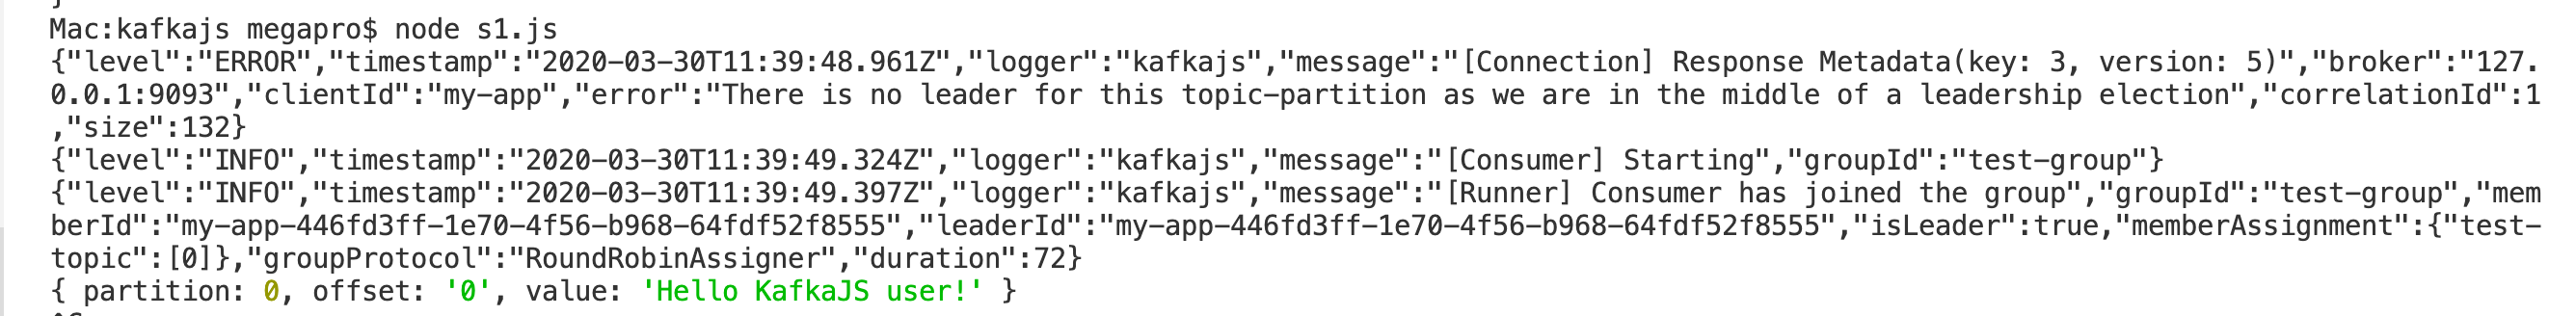 }
Mac:kafkajs megapro$ node s1.js
{"level":"ERROR","timestamp":"2020-03-30T11:39:48.961Z","logger":"kafkajs","message":"[Connection] Response Metadata(key: 3, version: 5)","broker":"127.
0.0.1:9093","clientId":"my-app","error":"There is no leader for this topic-partition as we are in the middle of a leadership election","correlationId":1
,"size":132}
{"level":"INFO","timestamp":"2020-03-30T11:39:49.324Z","logger":"kafkajs","message":"[Consumer] Starting","groupId":"test-group"}
{"level":"INFO","timestamp":"2020-03-30T11:39:49.397Z","logger":"kafkajs","message":"[Runner] Consumer has joined the group","groupId":"test-group","mem
berId":"my-app-446fd3ff-1e70-4f56-b968-64fdf52f8555","leaderId":"my-app-446fd3ff-1e70-4f56-b968-64fdf52f8555","isLeader":true,"memberAssignment":{"test-
topic":[0]},"groupProtocol":"RoundRobinAssigner","duration":72}
{ partition: 0, offset: '0', value: 'Hello KafkaJS user!' }